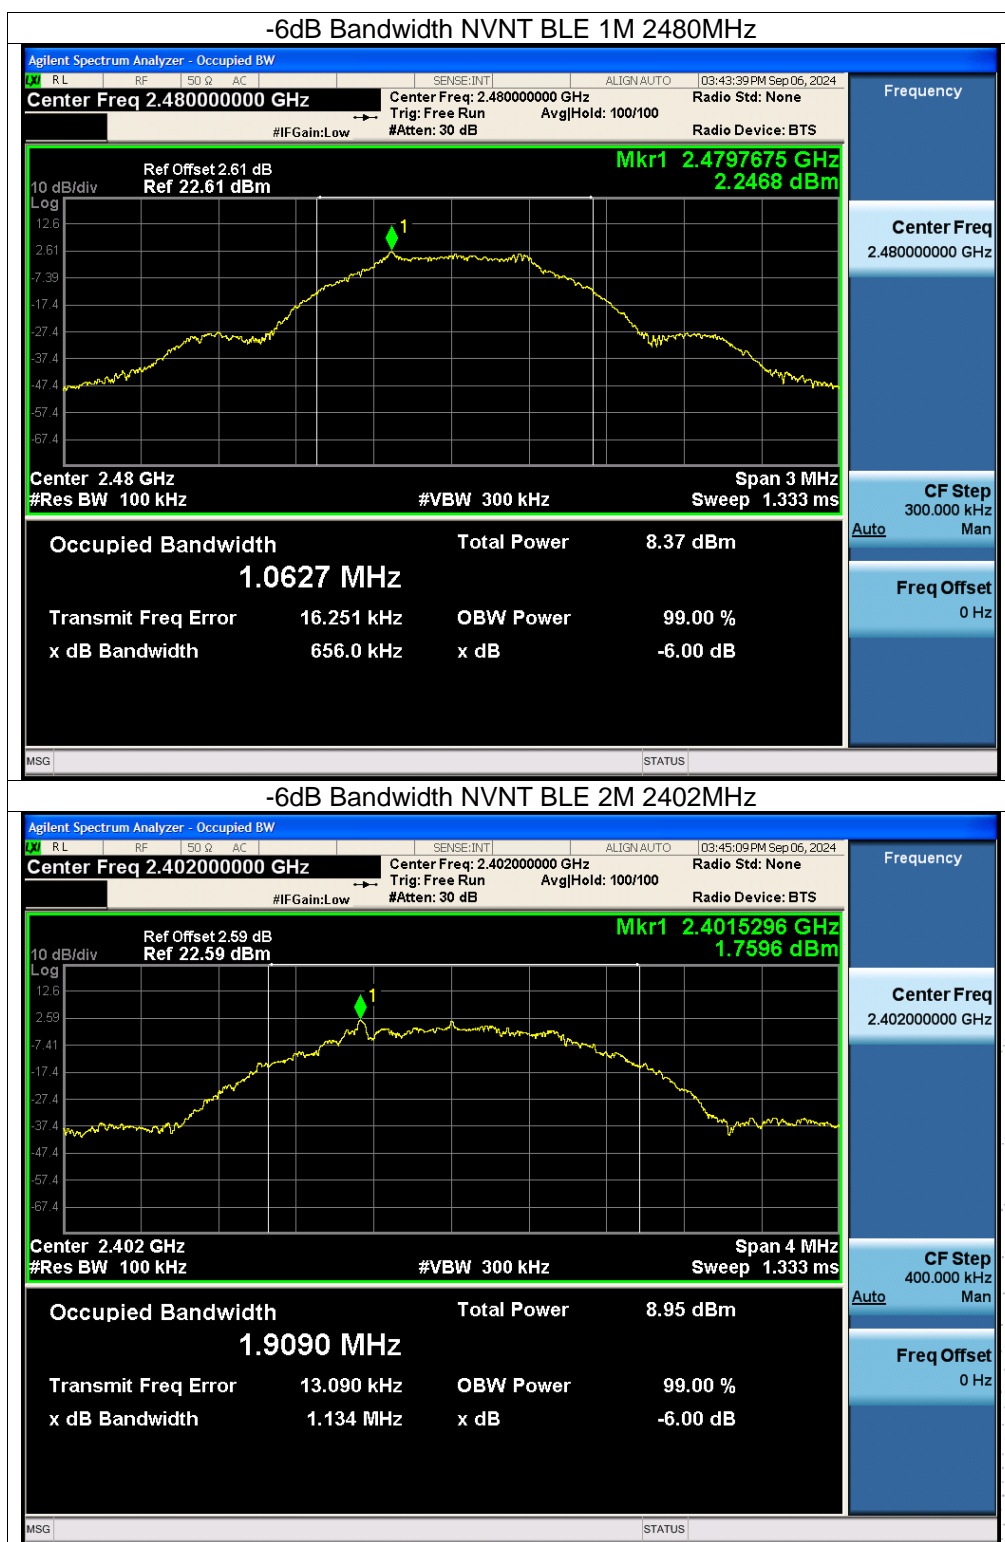 -6dB Bandwidth NVNT BLE 1M 2480MHz
Agilent Spectrum Analyzer - Occupied BW
LXI RL RF 50 Ω AC SENSE:INT ALIGN AUTO 03:43:39 PM Sep 06, 2024
Center Freq 2.480000000 GHz
Center Freq: 2.480000000 GHz Radio Std: None
Trig: Free Run Avg|Hold: 100/100
#IFGain:Low #Atten: 30 dB Radio Device: BTS
Frequency
Mkr1 2.4797675 GHz
2.2468 dBm
Ref Offset 2.61 dB
10 dB/div Ref 22.61 dBm
Log
12.6
2.61
-7.39
-17.4
-27.4
-37.4
-47.4
-57.4
-67.4
1
Center 2.48 GHz Span 3 MHz
#Res BW 100 kHz #VBW 300 kHz Sweep 1.333 ms
Center Freq
2.480000000 GHz
CF Step
300.000 kHz
Auto Man
Freq Offset
0 Hz
Occupied Bandwidth Total Power 8.37 dBm
1.0627 MHz
Transmit Freq Error 16.251 kHz OBW Power 99.00 %
x dB Bandwidth 656.0 kHz x dB -6.00 dB
MSG STATUS
-6dB Bandwidth NVNT BLE 2M 2402MHz
Agilent Spectrum Analyzer - Occupied BW
LXI RL RF 50 Ω AC SENSE:INT ALIGN AUTO 03:45:09 PM Sep 06, 2024
Center Freq 2.402000000 GHz
Center Freq: 2.402000000 GHz Radio Std: None
Trig: Free Run Avg|Hold: 100/100
#IFGain:Low #Atten: 30 dB Radio Device: BTS
Frequency
Mkr1 2.4015296 GHz
1.7596 dBm
Ref Offset 2.59 dB
10 dB/div Ref 22.59 dBm
Log
12.6
2.59
-7.41
-17.4
-27.4
-37.4
-47.4
-57.4
-67.4
1
Center 2.402 GHz Span 4 MHz
#Res BW 100 kHz #VBW 300 kHz Sweep 1.333 ms
Center Freq
2.402000000 GHz
CF Step
400.000 kHz
Auto Man
Freq Offset
0 Hz
Occupied Bandwidth Total Power 8.95 dBm
1.9090 MHz
Transmit Freq Error 13.090 kHz OBW Power 99.00 %
x dB Bandwidth 1.134 MHz x dB -6.00 dB
MSG STATUS